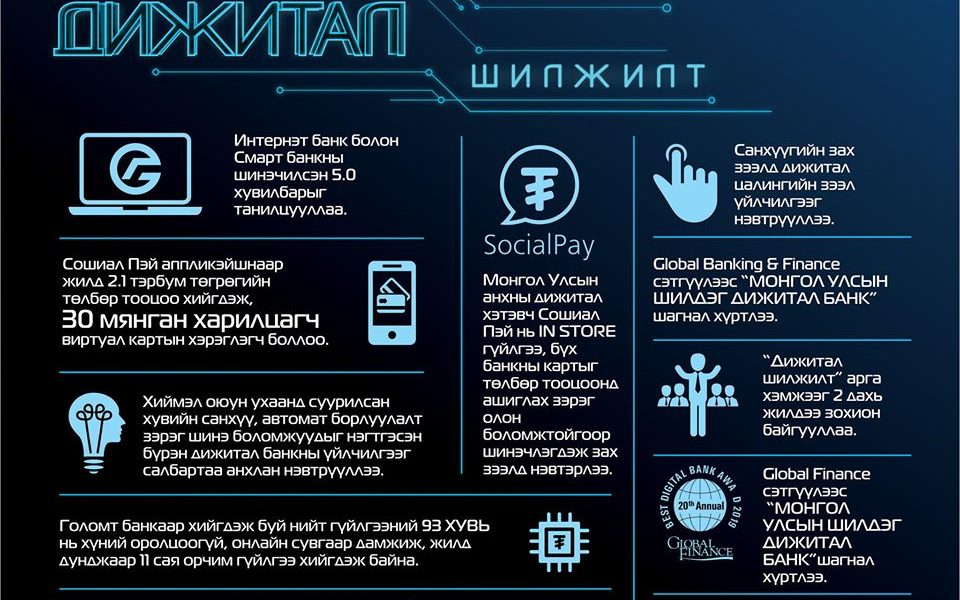 ДИЖИТАЛ
ШИЛЖИЛТ
Интернэт банк болон
Смарт банкны
шинэчилсэн 5.0
хувилбарыг
танилцууллаа.
Сошиал Пэй аппликэйшнаар
жилд 2.1 тэрбум төгрөгийн
төлбөр тооцоо хийгдэж,
30 мянган харилцагч
виртуал картын хэрэглэгч боллоо.
Хиймэл оюун ухаанд суурилсан
хувийн санхүү, автомат борлуулалт
зэрэг шинэ боломжуудыг нэгтгэсэн
бүрэн дижитал банкны үйлчилгээг
салбартаа анхлан нэвтрүүллээ.
Голомт банкаар хийгдэж буй нийт гүйлгээний 93 ХУВЬ
нь хүний оролцоогүй, онлайн сувгаар дамжиж, жилд
дунджаар 11 сая орчим гүйлгээ хийгдэж байна.
SocialPay
Монгол Улсын
анхны дижитал
хэтэвч Сошиал
Пэй нь IN STORE
гүйлгээ, бүх
банкны картыг
төлбөр тооцоонд
ашиглах зэрэг
олон
боломжтойгоор
шинэчлэгдэж зах
зээлд нэвтэрлээ.
Санхүүгийн зах
зээлд дижитал
цалингийн зээл
үйлчилгээг
нэвтрүүллээ.
Global Banking & Finance
сэтгүүлээс “МОНГОЛ УЛСЫН
ШИЛДЭГ ДИЖИТАЛ БАНК”
шагнал хүртлээ.
“Дижитал
шилжилт” арга
хэмжээг 2 дахь
жилдээ зохион
байгууллаа.
BEST DIGITAL BANK AWA D 2019
20th Annual
GLOBAL
FINANCE
Global Finance
сэтгүүлээс
“МОНГОЛ
УЛСЫН ШИЛДЭГ
ДИЖИТАЛ
БАНК”шагнал
хүртлээ.